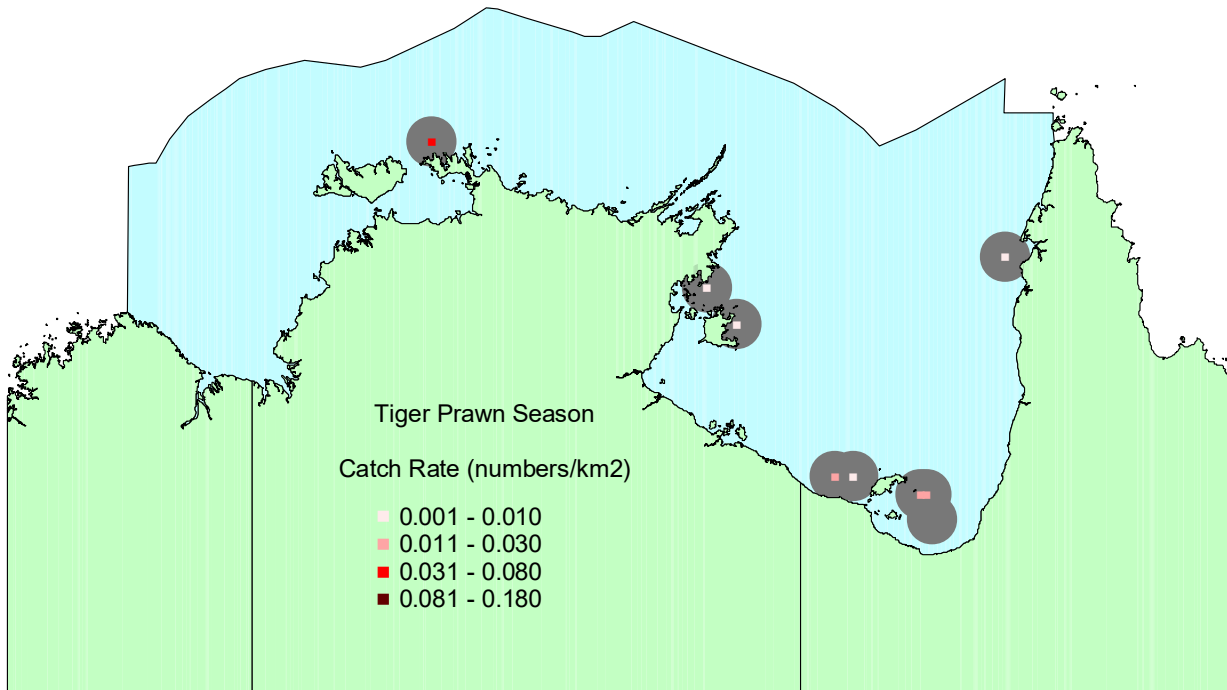 Tiger Prawn Season
Catch Rate (numbers/km2)
0.001 - 0.010
0.011 - 0.030
0.031 - 0.080
0.081 - 0.180